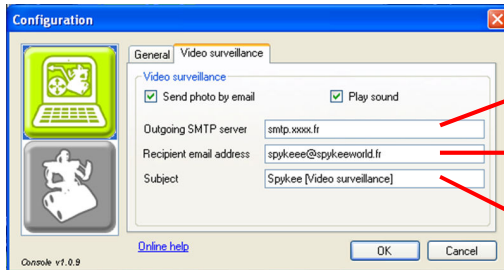 Configuration
General Video surveillance
Video surveillance
Send photo by email Play sound
Outgoing SMTP server smtp.xxxx.fr
Recipient email address spykeee@spykeeworld.fr
Subject Spykee [Video surveillance]
Online help OK Cancel
Console v1.0.9